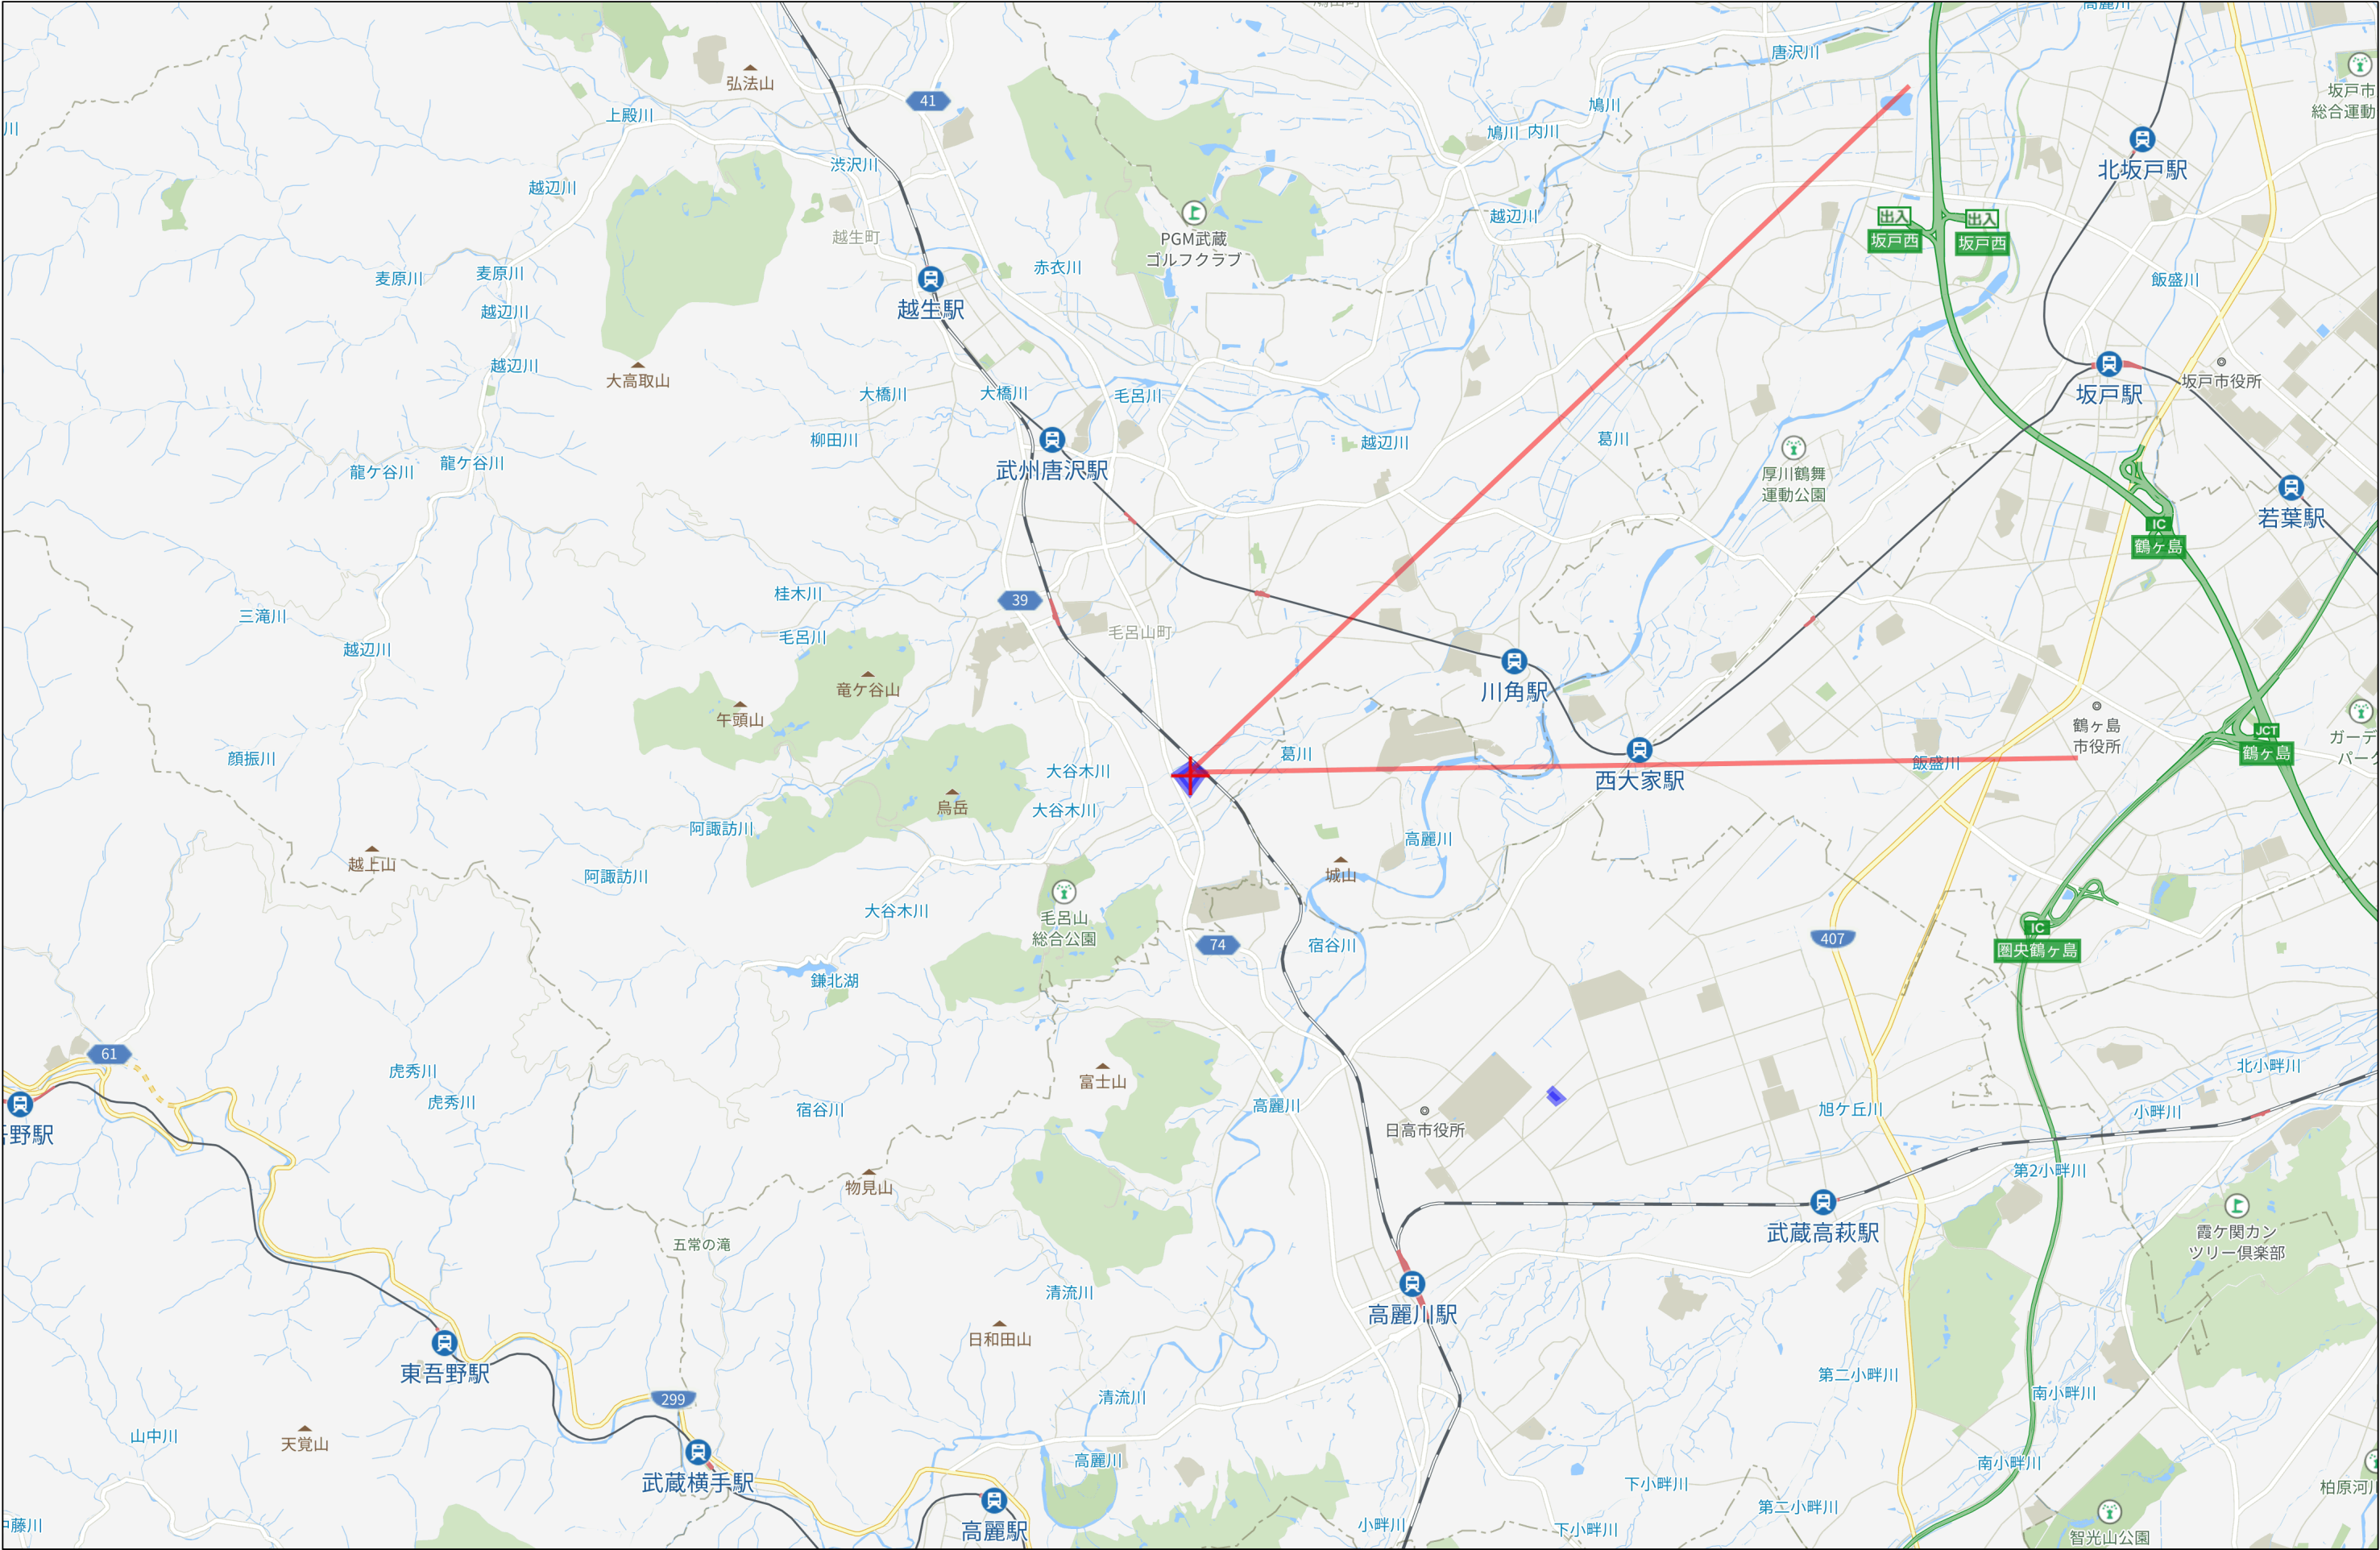 高麗川
唐沢川
弘法山
41
上殿川
鳩川
鳩川
内川
坂戸市
総合運動
渋沢川
北坂戸駅
越辺川
越生町
PGM武蔵
ゴルフクラブ
越辺川
出入
坂戸西
出入
坂戸西
麦原川
麦原川
赤衣川
飯盛川
越生駅
越辺川
越辺川
大高取山
大橋川
大橋川
毛呂川
坂戸市役所
坂戸駅
柳田川
越辺川
葛川
龍ケ谷川
龍ケ谷川
武州唐沢駅
厚川鶴舞
運動公園
若葉駅
IC
鶴ヶ島
桂木川
39
三滝川
毛呂川
毛呂山町
越辺川
竜ケ谷山
午頭山
川角駅
鶴ヶ島
市役所
JCT
鶴ヶ島
ガーデ
パーク
顔振川
大谷木川
葛川
西大家駅
飯盛川
烏岳
大谷木川
阿諏訪川
高麗川
越上山
阿諏訪川
城山
大谷木川
毛呂山
総合公園
74
宿谷川
407
IC
圏央鶴ヶ島
鎌北湖
61
虎秀川
虎秀川
富士山
宿谷川
高麗川
日高市役所
旭ケ丘川
北小畔川
小畔川
第2小畔川
物見山
武蔵高萩駅
霞ケ関カン
ツリー倶楽部
五常の滝
清流川
高麗川駅
日和田山
東吾野駅
第二小畔川
南小畔川
299
清流川
山中川
天覚山
高麗川
武蔵横手駅
南小畔川
下小畔川
第二小畔川
小畔川
下小畔川
高麗駅
智光山公園